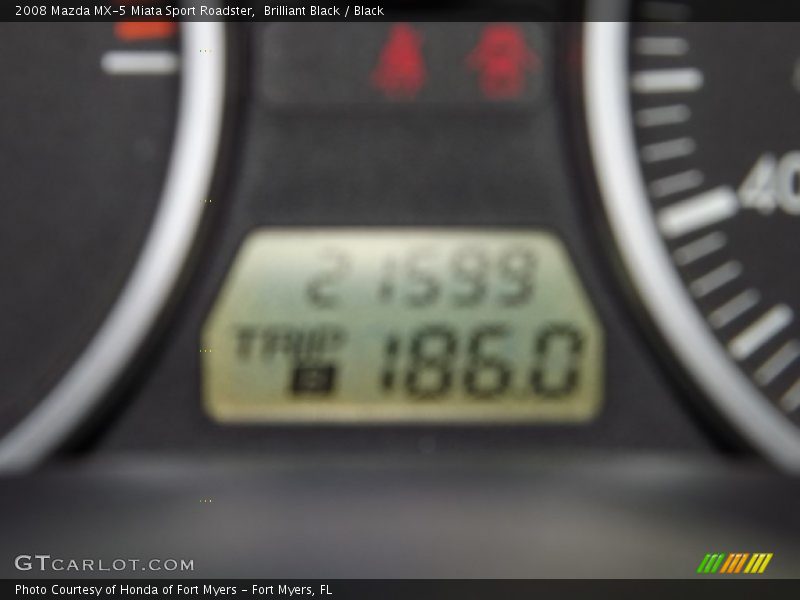 2008 Mazda MX-5 Miata Sport Roadster, Brilliant Black / Black
40
21599
TRIP
186.0
GTCARLOT.COM
Photo Courtesy of Honda of Fort Myers - Fort Myers, FL